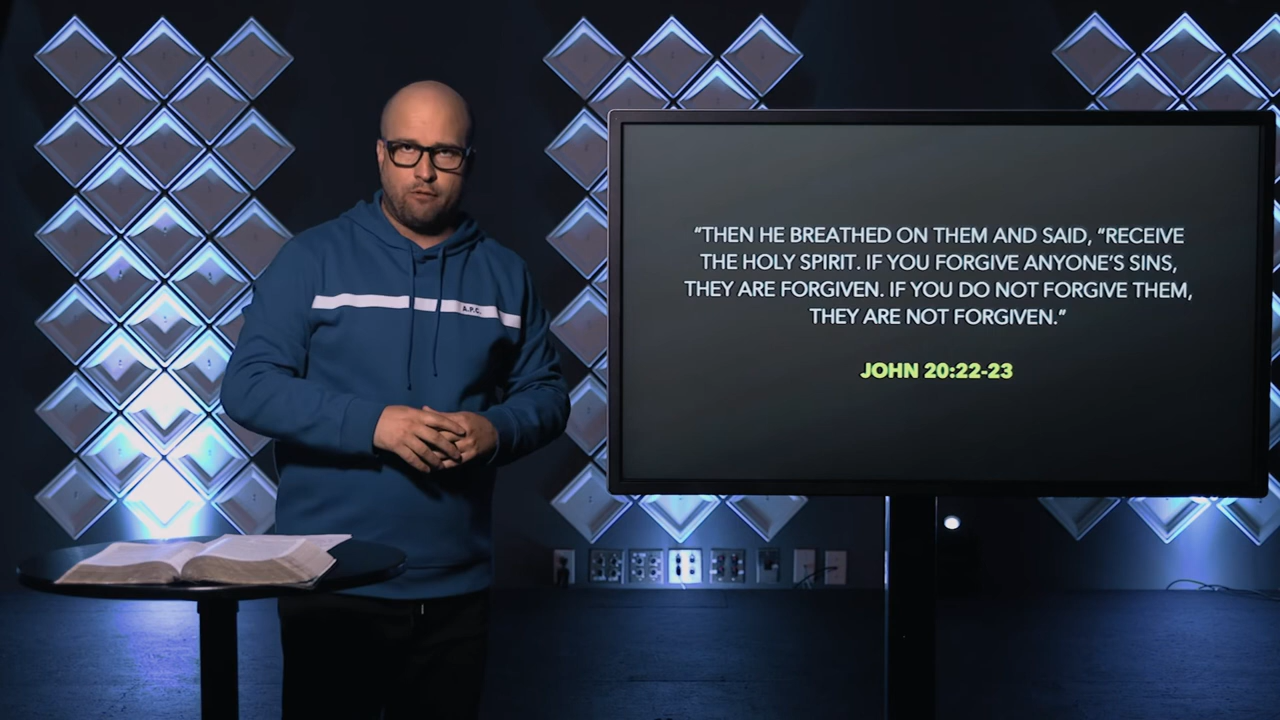 A.P.C.
“THEN HE BREATHED ON THEM AND SAID, “RECEIVE
THE HOLY SPIRIT. IF YOU FORGIVE ANYONE’S SINS,
THEY ARE FORGIVEN. IF YOU DO NOT FORGIVE THEM,
THEY ARE NOT FORGIVEN.”
JOHN 20:22-23